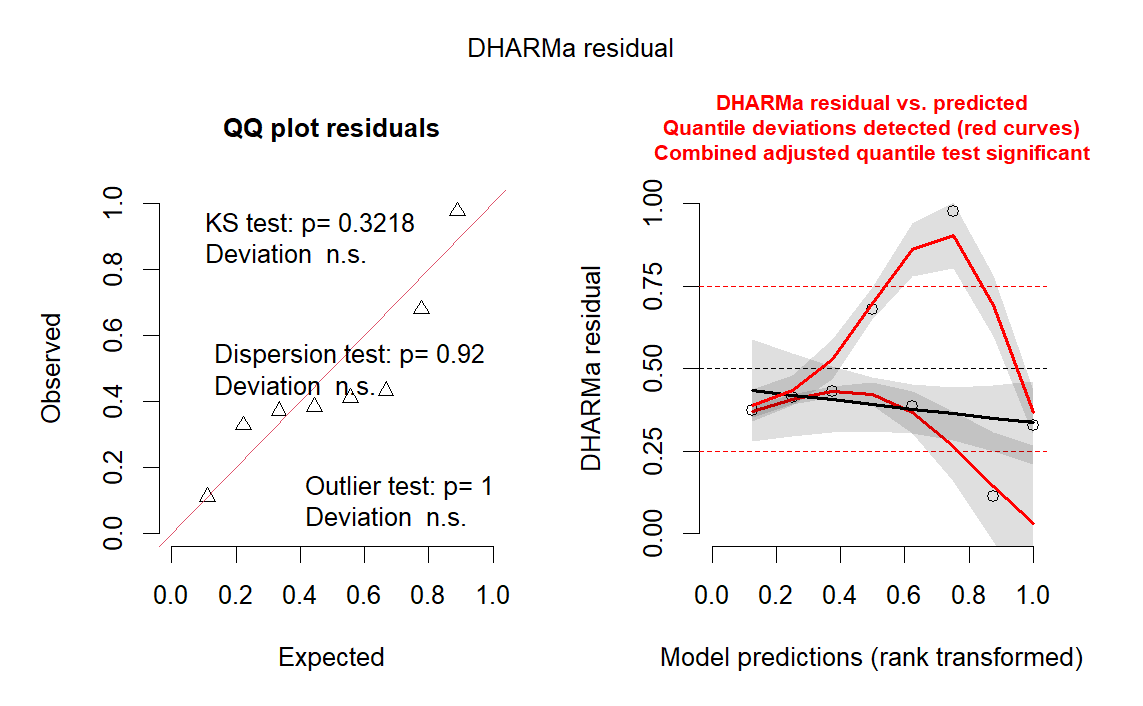 DHARMa residual
QQ plot residuals
KS test: p= 0.3218
Deviation  n.s.
Dispersion test: p= 0.92
Deviation  n.s.
Outlier test: p= 1
Deviation  n.s.
Observed
0.0 0.2 0.4 0.6 0.8 1.0
0.0 0.2 0.4 0.6 0.8 1.0
Expected
DHARMa residual vs. predicted
Quantile deviations detected (red curves)
Combined adjusted quantile test significant
DHARMa residual
0.00 0.25 0.50 0.75 1.00
0.0 0.2 0.4 0.6 0.8 1.0
Model predictions (rank transformed)